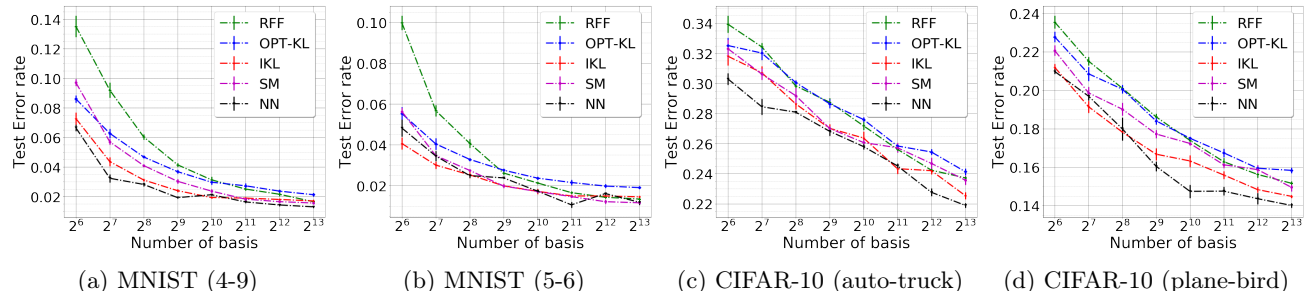 0.14
0.12
0.10
0.08
0.06
0.04
0.02
Test Error rate
2^6 2^7 2^8 2^9 2^10 2^11 2^12 2^13
Number of basis
RFF
OPT-KL
IKL
SM
NN
(a) MNIST (4-9)
0.10
0.08
0.06
0.04
0.02
Test Error rate
2^6 2^7 2^8 2^9 2^10 2^11 2^12 2^13
Number of basis
RFF
OPT-KL
IKL
SM
NN
(b) MNIST (5-6)
0.34
0.32
0.30
0.28
0.26
0.24
0.22
Test Error rate
2^6 2^7 2^8 2^9 2^10 2^11 2^12 2^13
Number of basis
RFF
OPT-KL
IKL
SM
NN
(c) CIFAR-10 (auto-truck)
0.24
0.22
0.20
0.18
0.16
0.14
Test Error rate
2^6 2^7 2^8 2^9 2^10 2^11 2^12 2^13
Number of basis
RFF
OPT-KL
IKL
SM
NN
(d) CIFAR-10 (plane-bird)